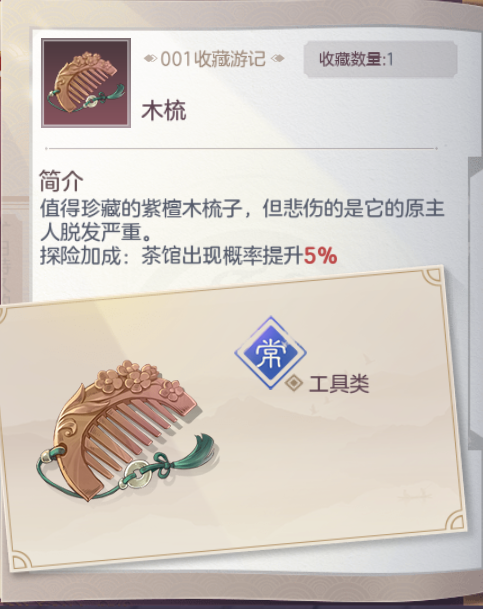 001收藏游记
收藏数量:1
木梳
简介
值得珍藏的紫檀木梳子，但悲伤的是它的原主
人脱发严重。
探险加成：茶馆出现概率提升5%
常
工具类